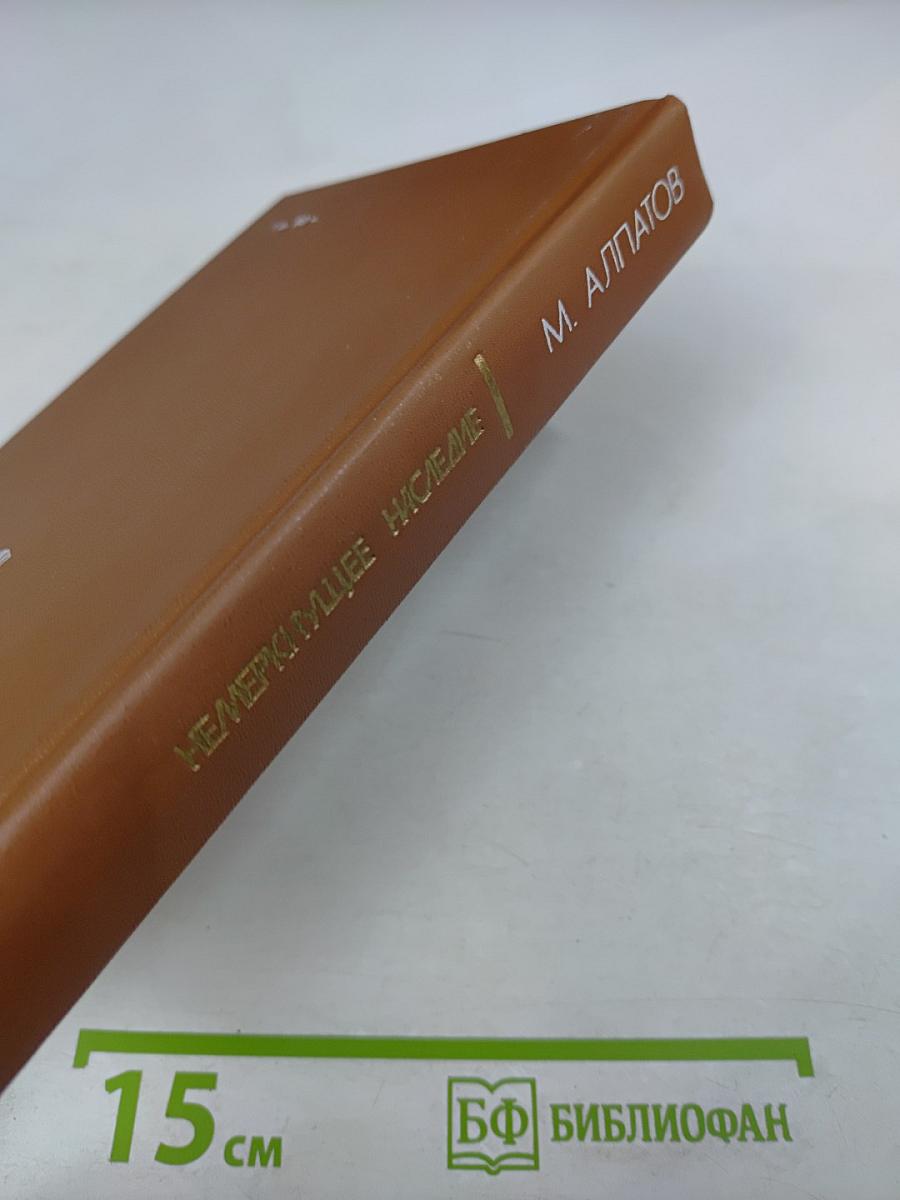 М. АЛПАТОВ
НЕМЕРКНУЩЕЕ НАСЛЕДИЕ
15 см
БФ БИБЛИОФАН